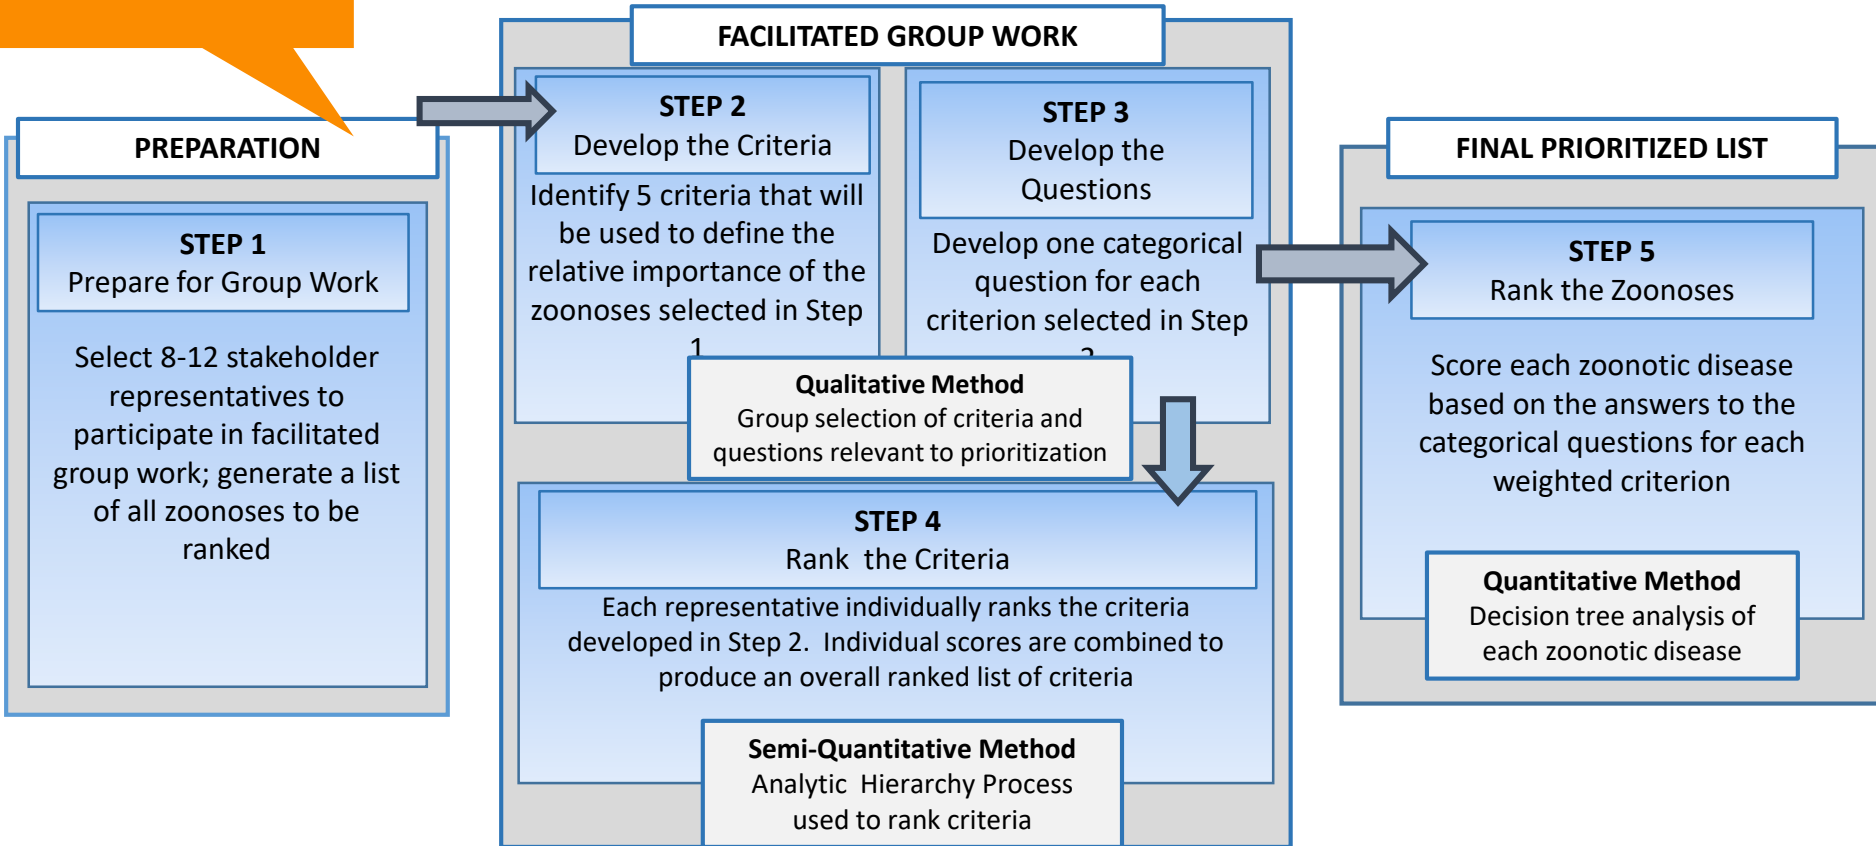 PREPARATION
STEP 1
Prepare for Group Work
Select 8-12 stakeholder
representatives to
participate in facilitated
group work; generate a list
of all zoonoses to be
ranked
FACILITATED GROUP WORK
STEP 2
Develop the Criteria
Identify 5 criteria that will
be used to define the
relative importance of the
zoonoses selected in Step
1
STEP 3
Develop the
Questions
Develop one categorical
question for each
criterion selected in Step
Qualitative Method
Group selection of criteria and
questions relevant to prioritization
STEP 4
Rank the Criteria
Each representative individually ranks the criteria
developed in Step 2. Individual scores are combined to
produce an overall ranked list of criteria
Semi-Quantitative Method
Analytic Hierarchy Process
used to rank criteria
FINAL PRIORITIZED LIST
STEP 5
Rank the Zoonoses
Score each zoonotic disease
based on the answers to the
categorical questions for each
weighted criterion
Quantitative Method
Decision tree analysis of
each zoonotic disease